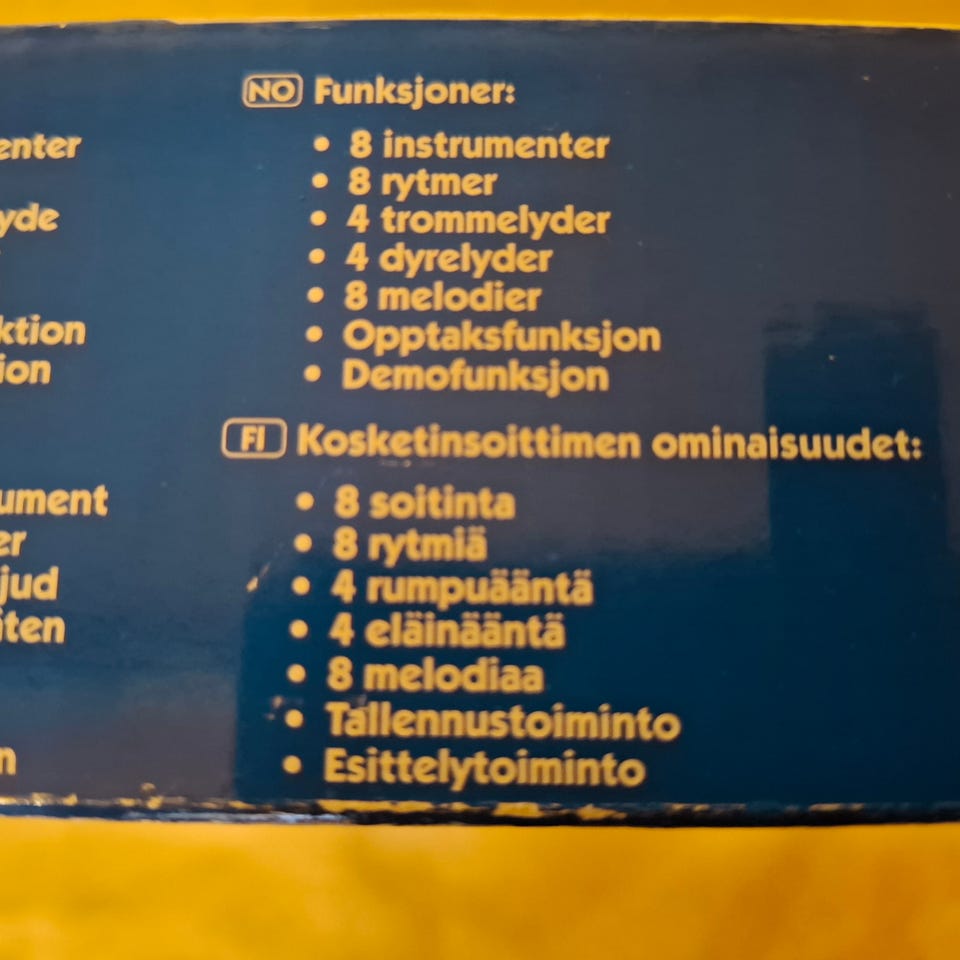 NO Funksjoner:
• 8 instrumenter
• 8 rytmer
• 4 trommelyder
• 4 dyrelyder
• 8 melodier
• Opptaksfunksjon
• Demofunksjon
FI Kosketinsoittimen ominaisuudet:
• 8 soitinta
• 8 rytmiä
• 4 rumpuääntä
• 4 eläinääntä
• 8 melodiaa
• Tallennustoiminto
• Esittelytoiminto